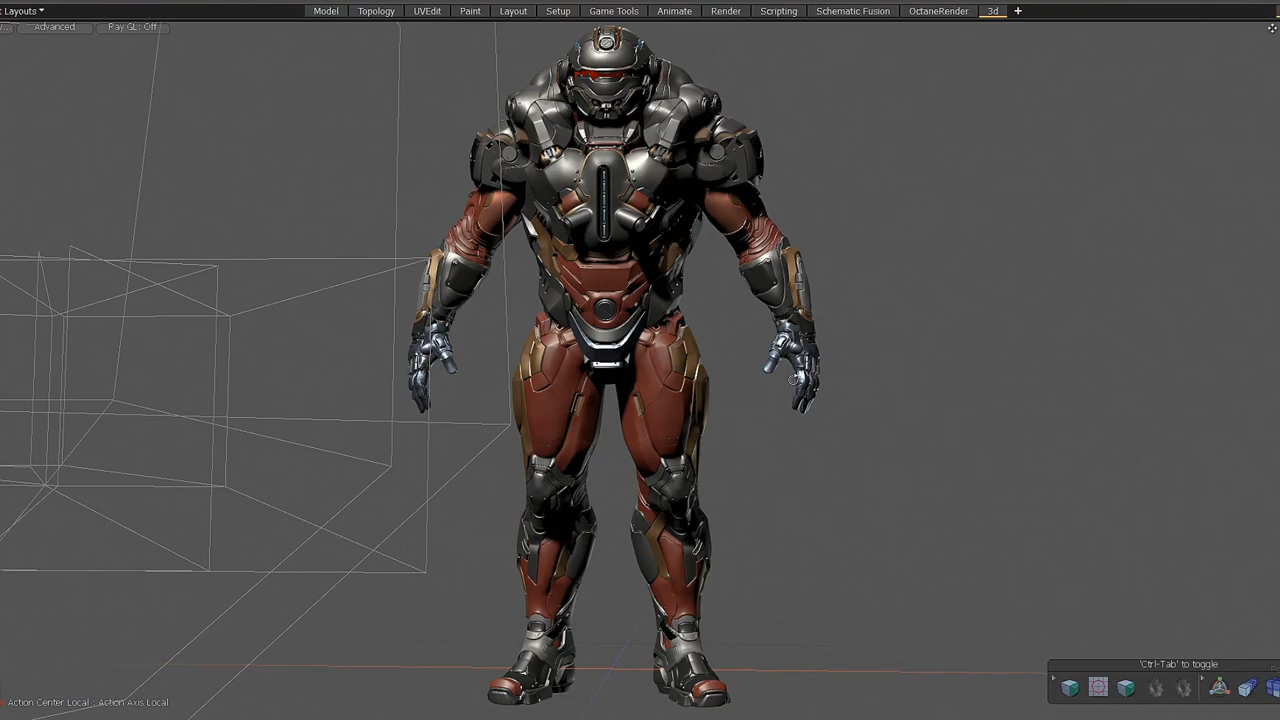 Layouts
Model Topology UVEdit Paint Layout Setup Game Tools Animate Render Scripting Schematic Fusion OctaneRender 3d +
Advanced Ray GL: Off
'Ctrl-Tab' to toggle
Action Center Local : Action Axis Local